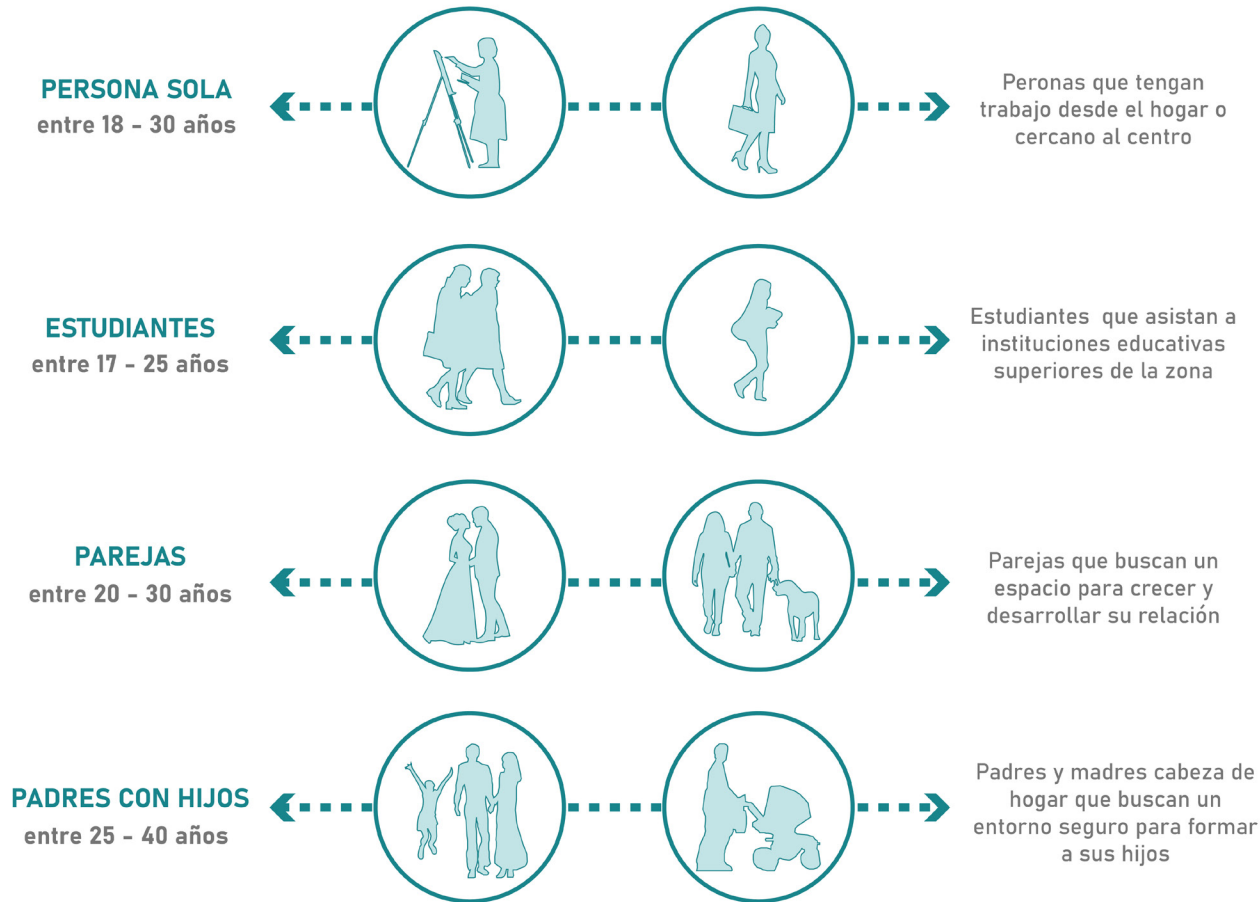 PERSONA SOLA
entre 18 - 30 años
Peronas que tengan
trabajo desde el hogar o
cercano al centro
ESTUDIANTES
entre 17 - 25 años
Estudiantes que asistan a
instituciones educativas
superiores de la zona
PAREJAS
entre 20 - 30 años
Parejas que buscan un
espacio para crecer y
desarrollar su relación
PADRES CON HIJOS
entre 25 - 40 años
Padres y madres cabeza de
hogar que buscan un
entorno seguro para formar
a sus hijos